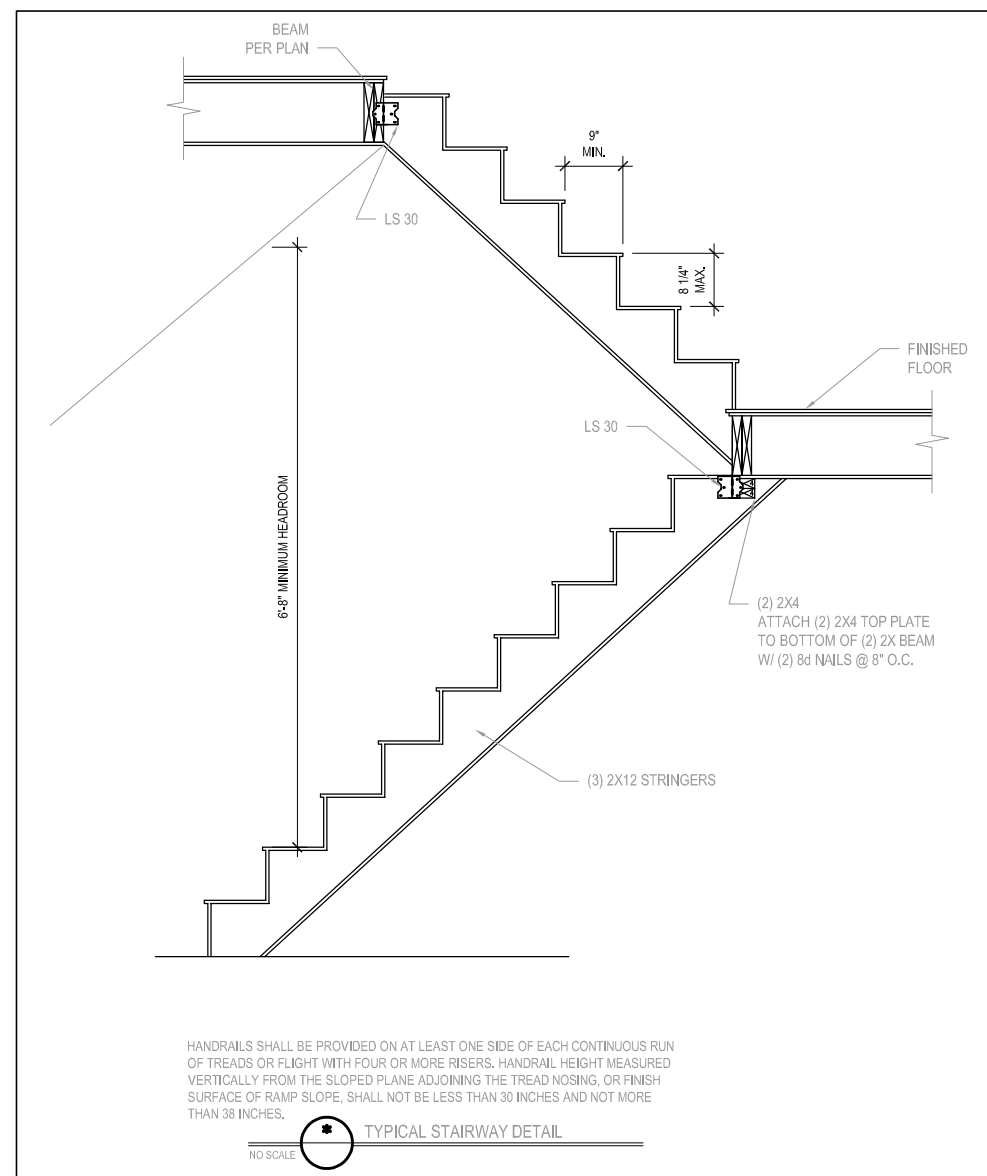 BEAM
PER PLAN
9"
MIN.
LS 30
8 1/4"
MAX.
FINISHED
FLOOR
LS 30
6'-8" MINIMUM HEADROOM
(2) 2X4
ATTACH (2) 2X4 TOP PLATE
TO BOTTOM OF (2) 2X BEAM
W/ (2) 8d NAILS @ 8" O.C.
(3) 2X12 STRINGERS
HANDRAILS SHALL BE PROVIDED ON AT LEAST ONE SIDE OF EACH CONTINUOUS RUN
OF TREADS OR FLIGHT WITH FOUR OR MORE RISERS. HANDRAIL HEIGHT MEASURED
VERTICALLY FROM THE SLOPED PLANE ADJOINING THE TREAD NOSING, OR FINISH
SURFACE OF RAMP SLOPE, SHALL NOT BE LESS THAN 30 INCHES AND NOT MORE
THAN 38 INCHES.
* TYPICAL STAIRWAY DETAIL
NO SCALE